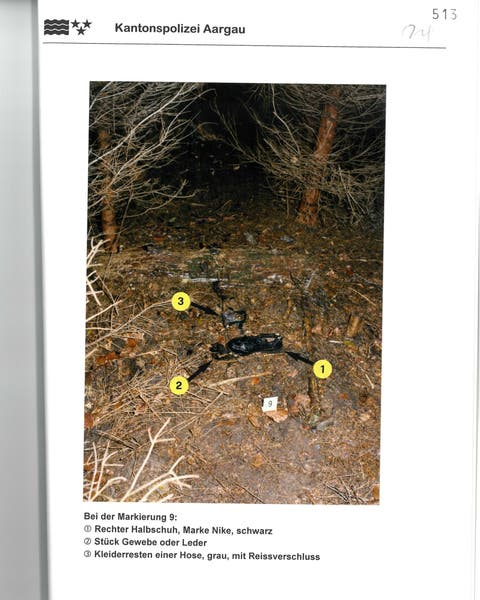 513
24
Kantonspolizei Aargau
3
1
2
9
Bei der Markierung 9:
① Rechter Halbschuh, Marke Nike, schwarz
② Stück Gewebe oder Leder
③ Kleiderresten einer Hose, grau, mit Reissverschluss